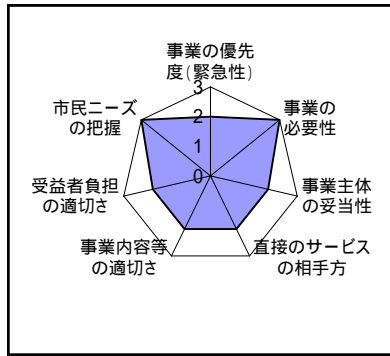 事業の優先
度(緊急性)
3
2
1
0
事業の
必要性
事業主体
の妥当性
直接のサービス
の相手方
事業内容等
の適切さ
受益者負担
の適切さ
市民ニーズ
の把握